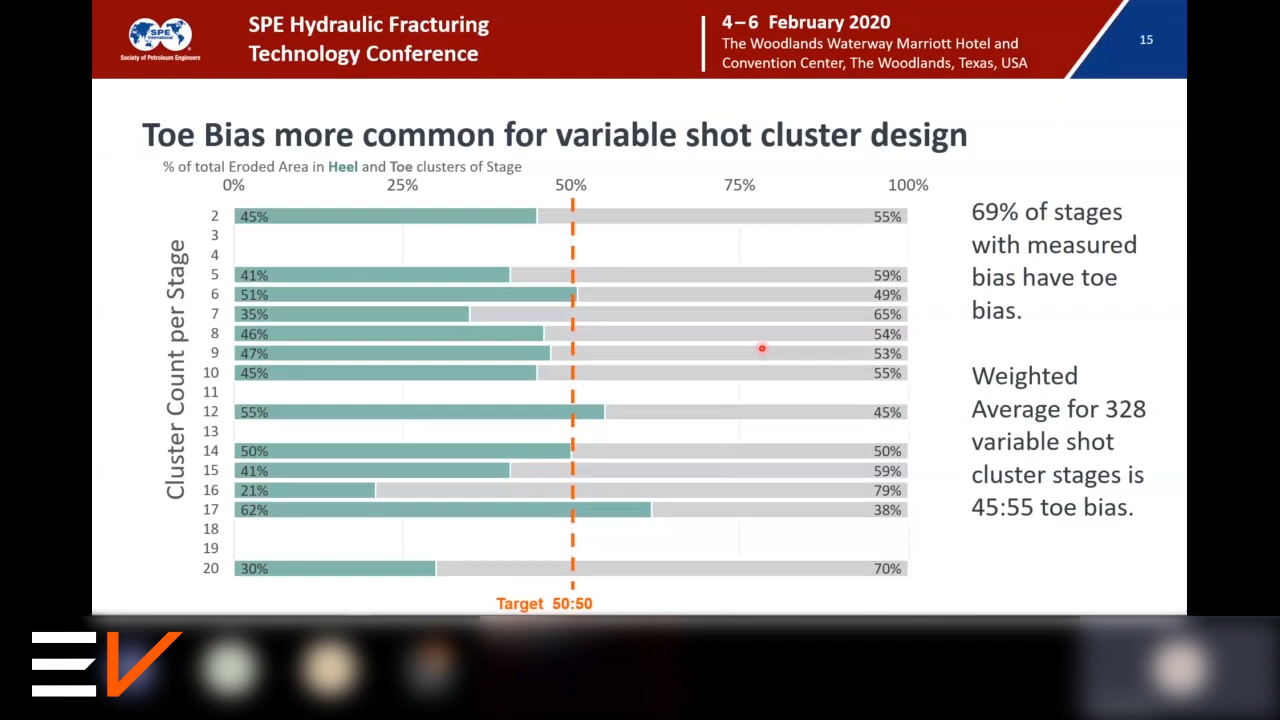 SPE
International
Society of Petroleum Engineers
SPE Hydraulic Fracturing
Technology Conference
4–6 February 2020
The Woodlands Waterway Marriott Hotel and
Convention Center, The Woodlands, Texas, USA
15
Toe Bias more common for variable shot cluster design
% of total Eroded Area in Heel and Toe clusters of Stage
0% 25% 50% 75% 100%
Cluster Count per Stage
2 45% 55%
3
4
5 41% 59%
6 51% 49%
7 35% 65%
8 46% 54%
9 47% 53%
10 45% 55%
11
12 55% 45%
13
14 50% 50%
15 41% 59%
16 21% 79%
17 62% 38%
18
19
20 30% 70%
Target 50:50
69% of stages
with measured
bias have toe
bias.
Weighted
Average for 328
variable shot
cluster stages is
45:55 toe bias.
EV